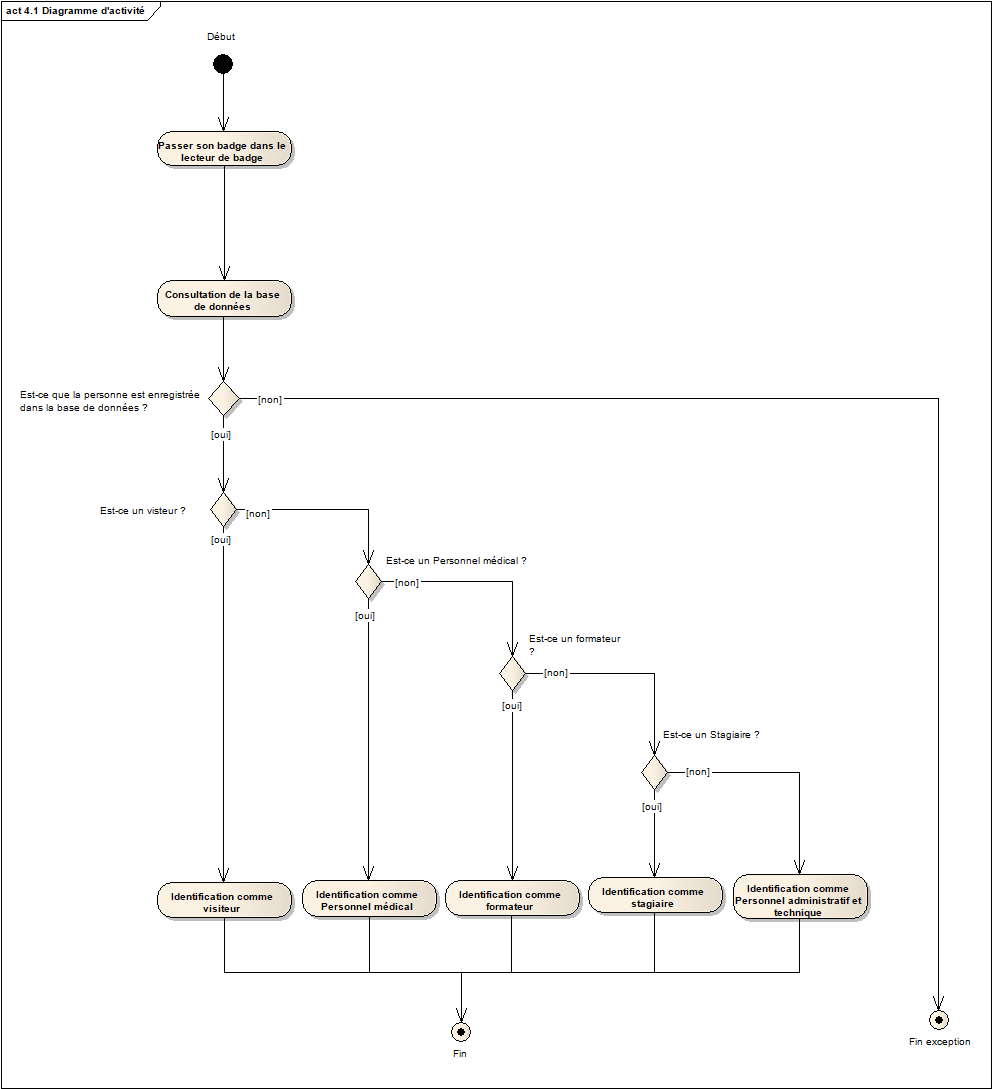 act 4.1 Diagramme d'activité
Début
Passer son badge dans le
lecteur de badge
Consultation de la base
de données
Est-ce que la personne est enregistrée
dans la base de données ?
[non]
[oui]
Est-ce un visteur ?
[non]
[oui]
Est-ce un Personnel médical ?
[non]
[oui]
Est-ce un formateur
?
[non]
[oui]
Est-ce un Stagiaire ?
[non]
[oui]
Identification comme
visiteur
Identification comme
Personnel médical
Identification comme
formateur
Identification comme
stagiaire
Identification comme
Personnel administratif et
technique
Fin
Fin exception